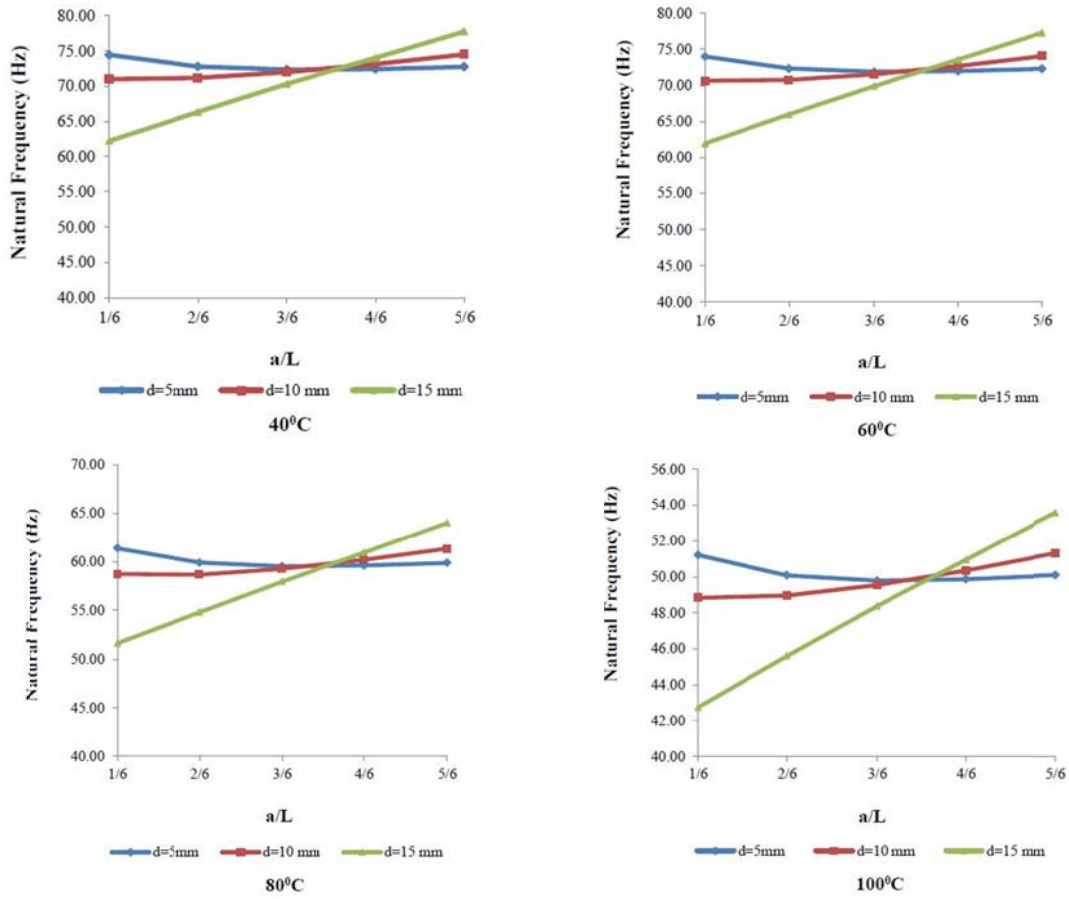 80.00
75.00
70.00
65.00
60.00
55.00
50.00
45.00
40.00
Natural Frequency (Hz)
1/6 2/6 3/6 4/6 5/6
a/L
d=5mm d=10 mm d=15 mm
40⁰C
80.00
75.00
70.00
65.00
60.00
55.00
50.00
45.00
40.00
Natural Frequency (Hz)
1/6 2/6 3/6 4/6 5/6
a/L
d=5mm d=10 mm d=15 mm
60⁰C
70.00
65.00
60.00
55.00
50.00
45.00
40.00
Natural Frequency (Hz)
1/6 2/6 3/6 4/6 5/6
a/L
d=5mm d=10 mm d=15 mm
80⁰C
56.00
54.00
52.00
50.00
48.00
46.00
44.00
42.00
40.00
Natural Frequency (Hz)
1/6 2/6 3/6 4/6 5/6
a/L
d=5mm d=10 mm d=15 mm
100⁰C